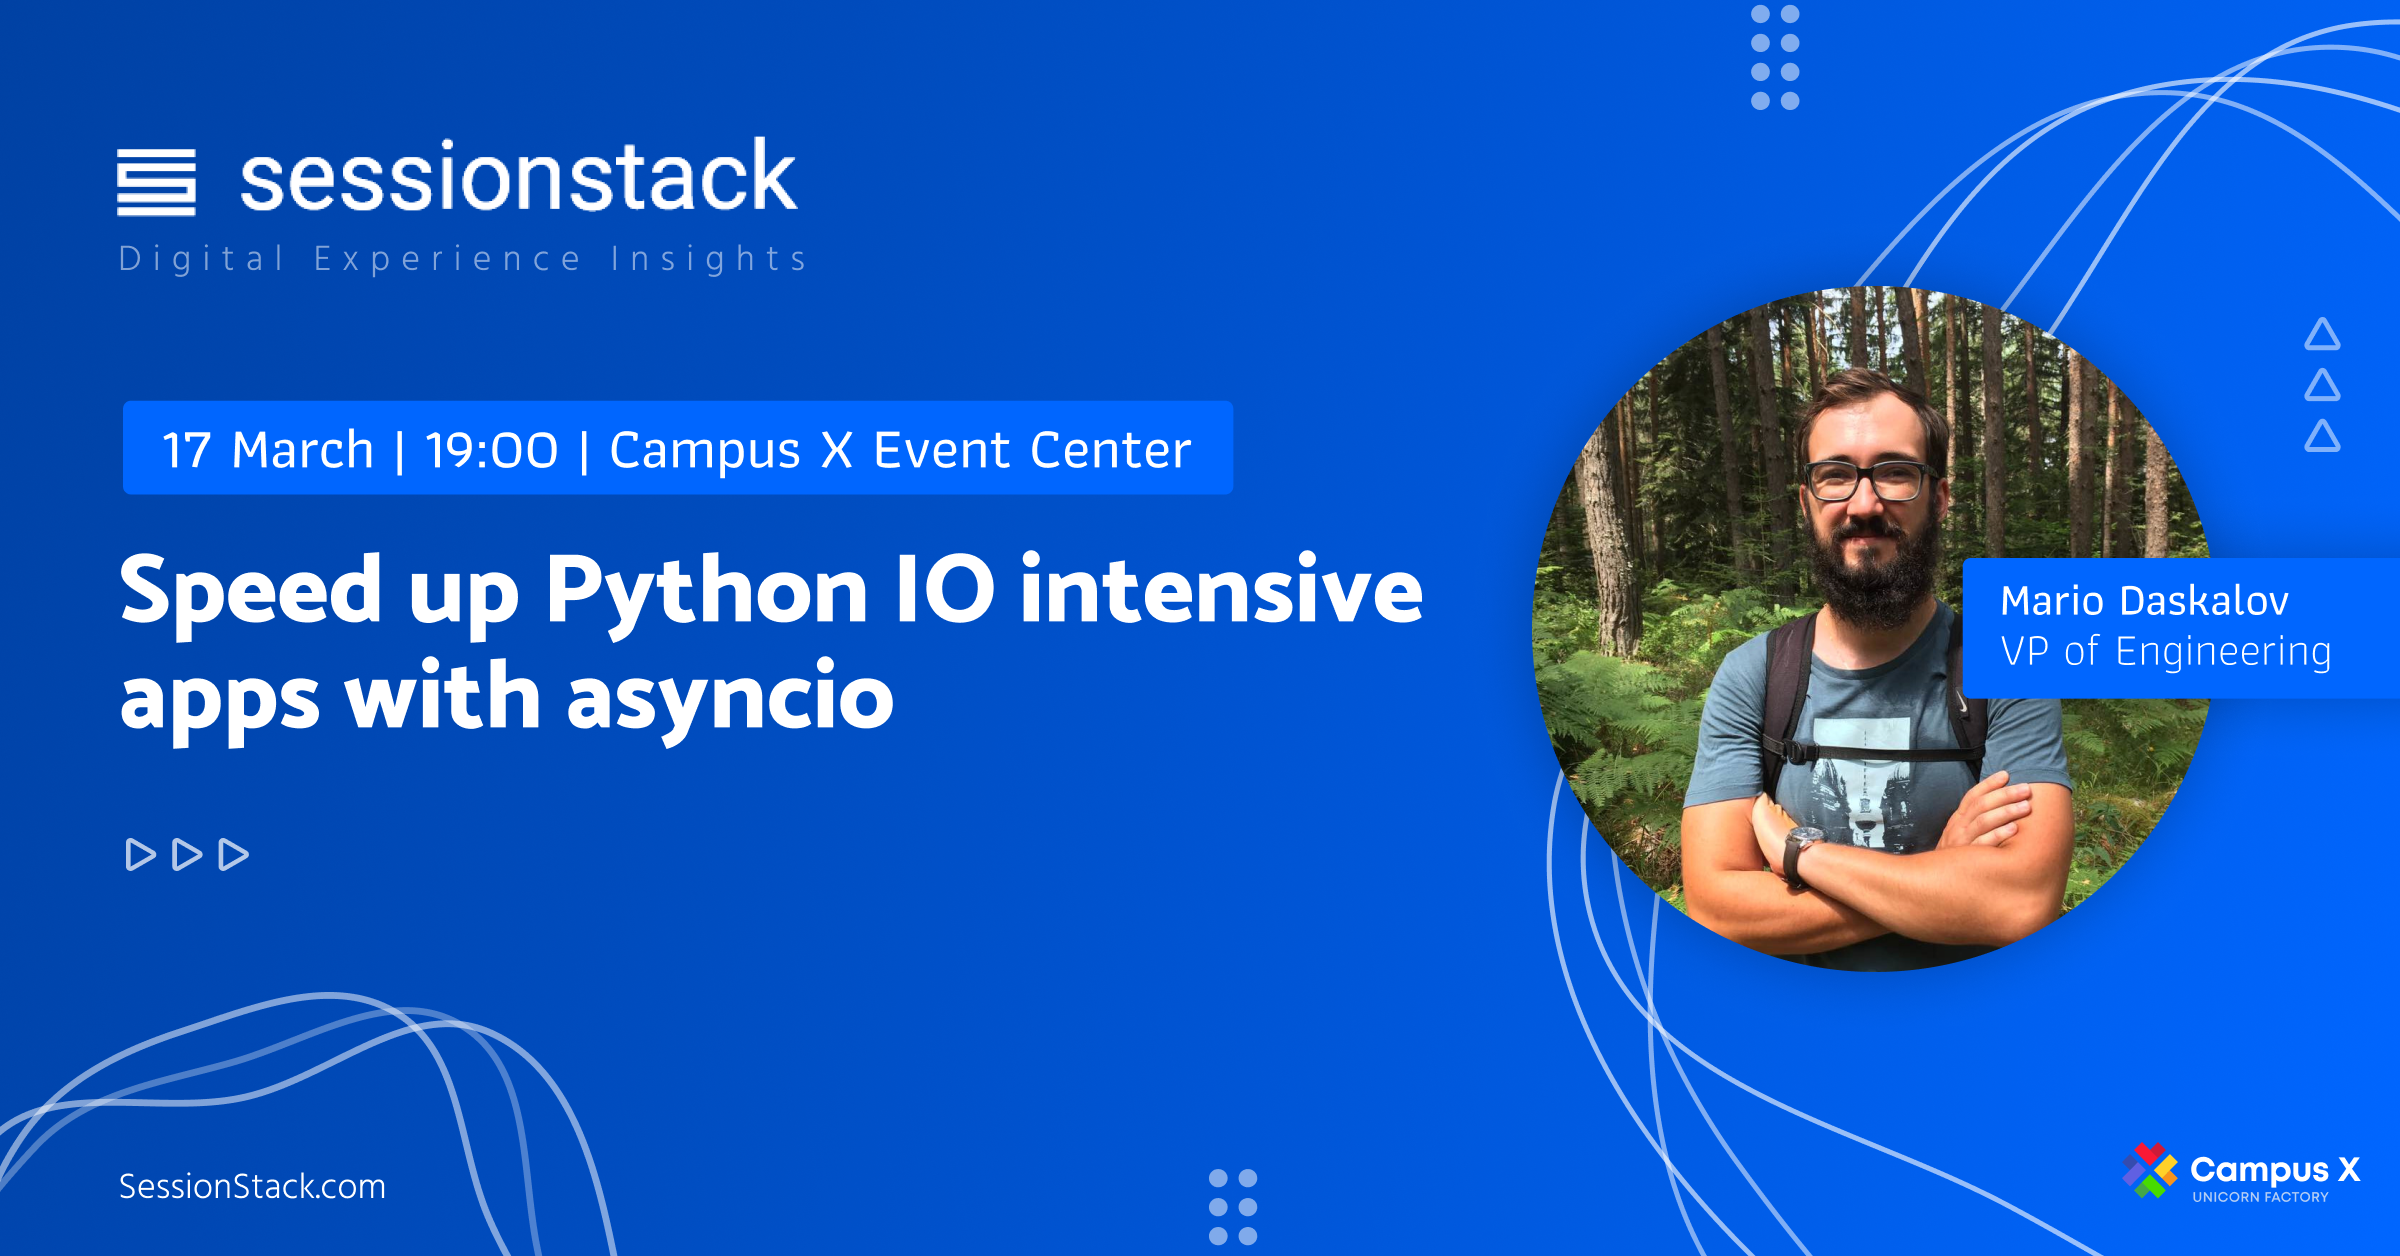 sessionstack
Digital Experience Insights
17 March | 19:00 | Campus X Event Center
Speed up Python IO intensive
apps with asyncio
Mario Daskalov
VP of Engineering
SessionStack.com
Campus X
UNICORN FACTORY